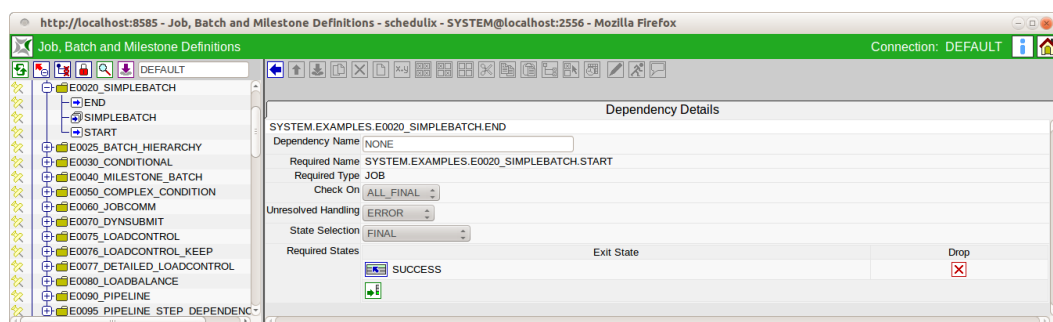 http://localhost:8585 - Job, Batch and Milestone Definitions - schedulix - SYSTEM@localhost:2556 - Mozilla Firefox
Job, Batch and Milestone Definitions
Connection: DEFAULT
DEFAULT
E0020_SIMPLEBATCH
END
SIMPLEBATCH
START
E0025_BATCH_HIERARCHY
E0030_CONDITIONAL
E0040_MILESTONE_BATCH
E0050_COMPLEX_CONDITION
E0060_JOBCOMM
E0070_DYNSUBMIT
E0075_LOADCONTROL
E0076_LOADCONTROL_KEEP
E0077_DETAILED_LOADCONTROL
E0080_LOADBALANCE
E0090_PIPELINE
E0095_PIPELINE_STEP_DEPENDENC
Dependency Details
SYSTEM.EXAMPLES.E0020_SIMPLEBATCH.END
Dependency Name NONE
Required Name SYSTEM.EXAMPLES.E0020_SIMPLEBATCH.START
Required Type JOB
Check On ALL_FINAL
Unresolved Handling ERROR
State Selection FINAL
Required States Exit State Drop
SUCCESS